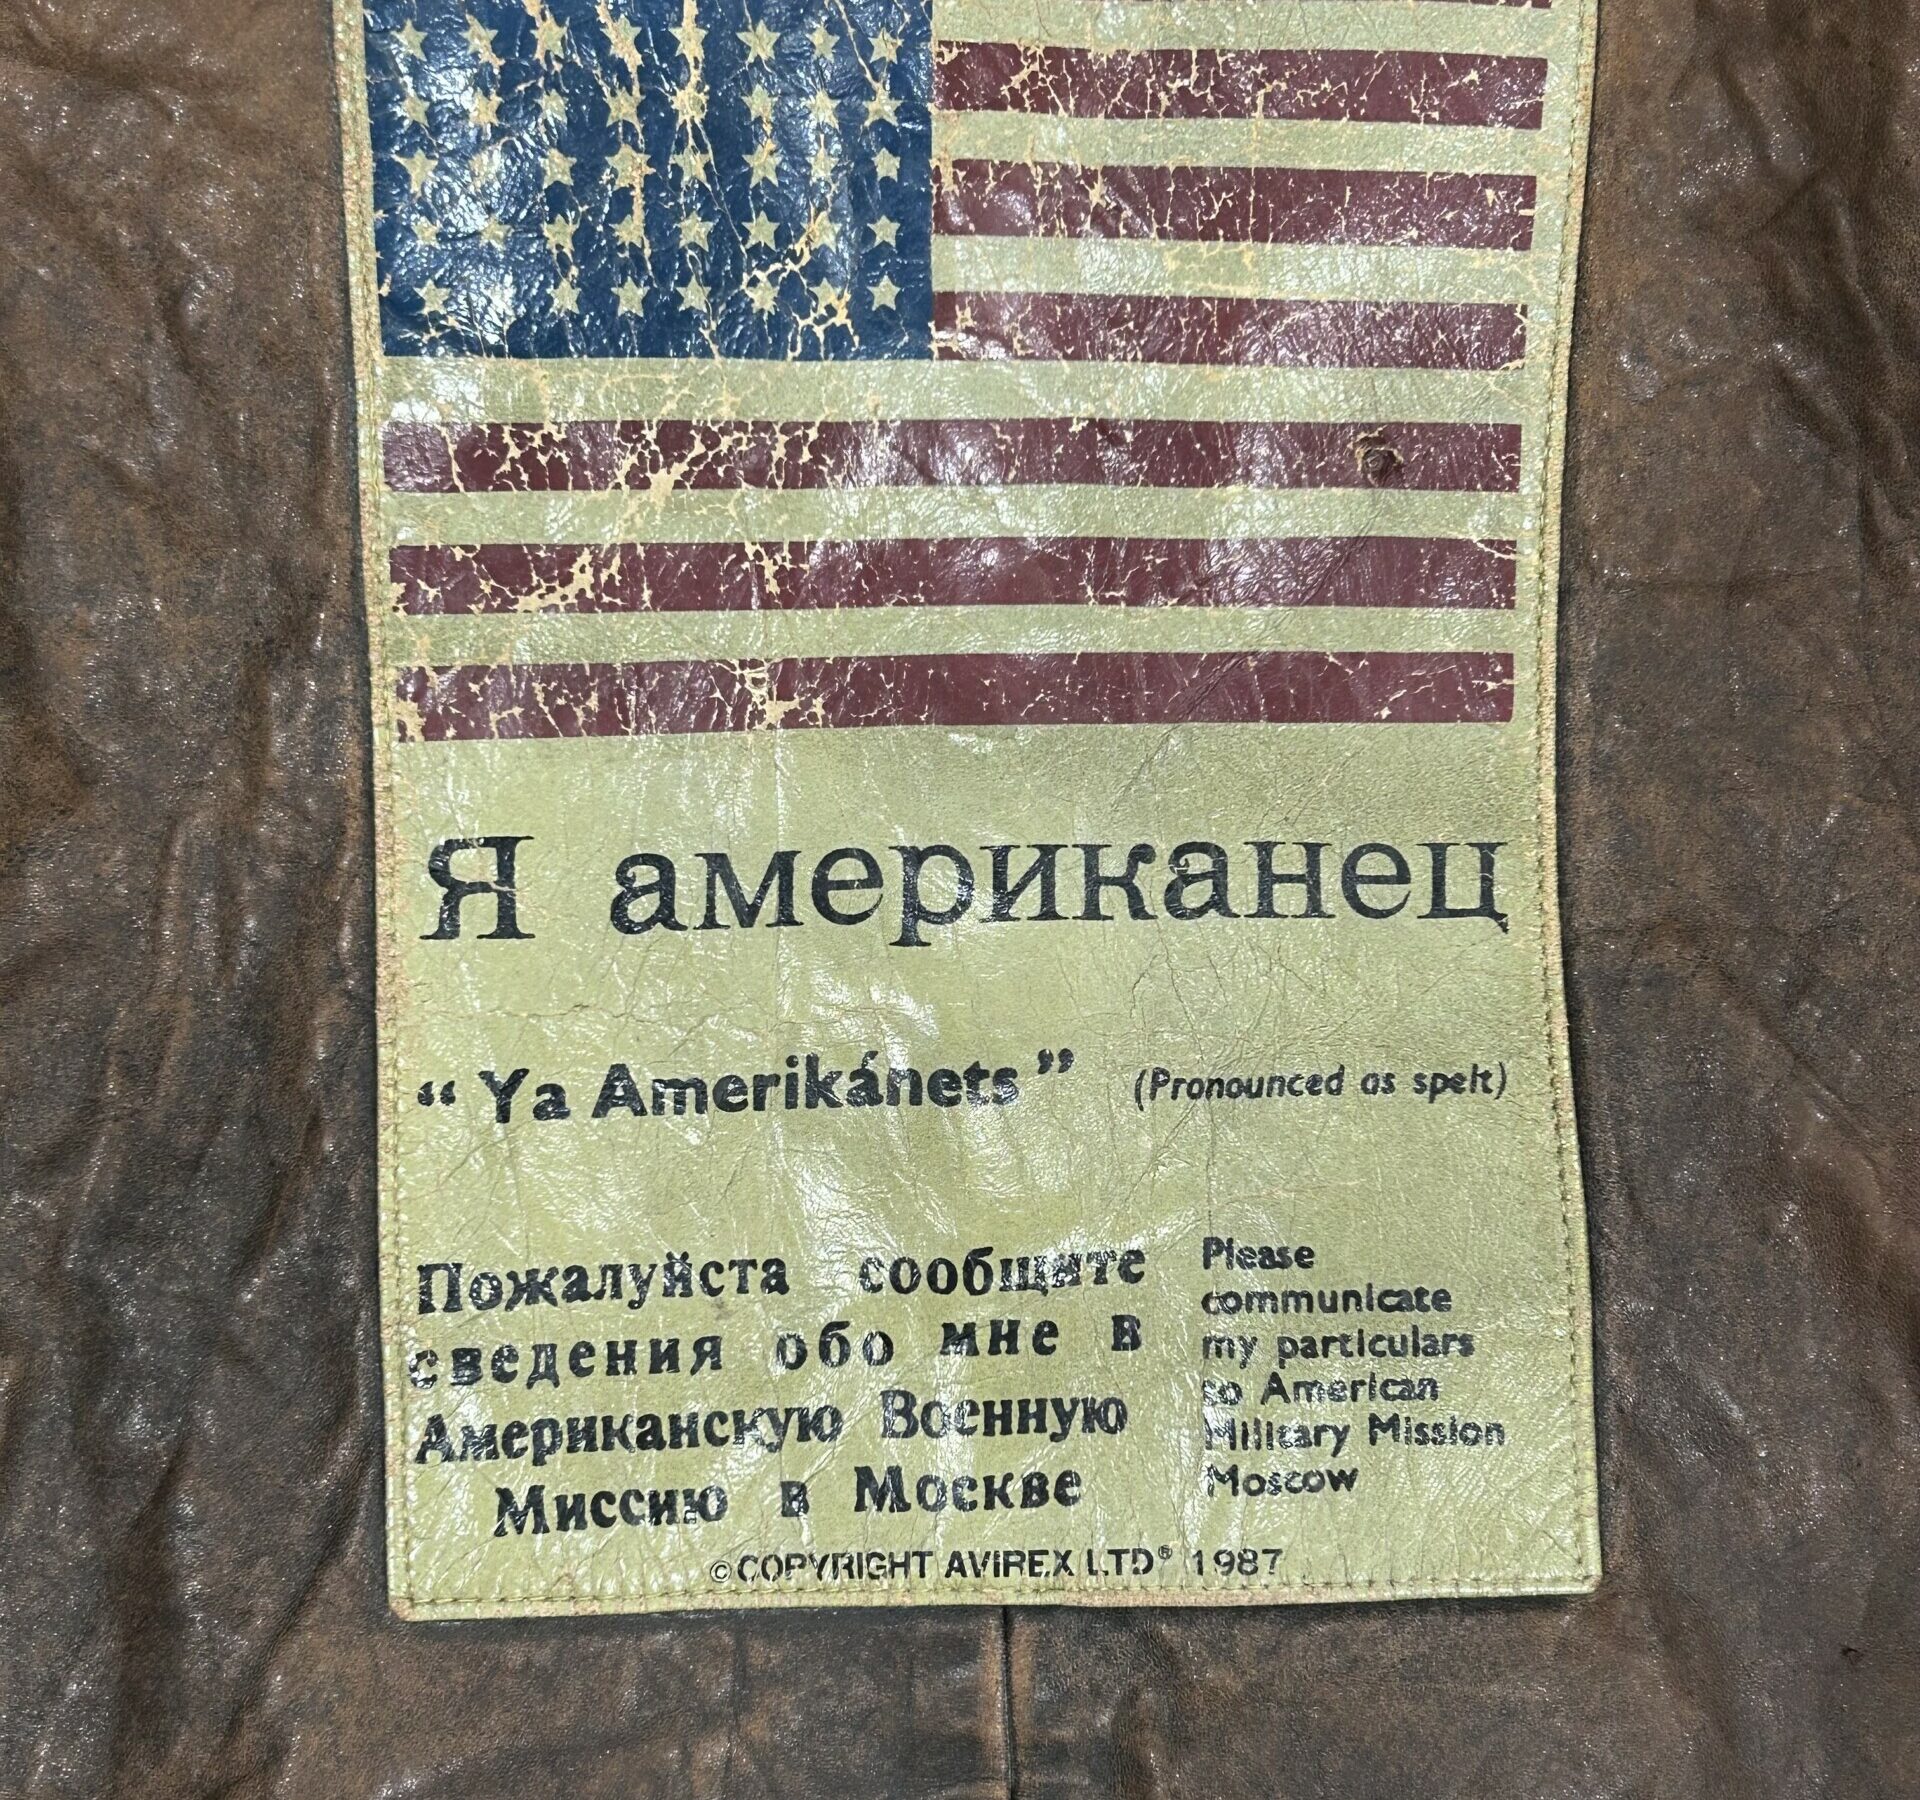 Я американец
“Ya Amerikánets” (Pronounced as spelt)
Пожалуйста сообщите
сведения обо мне в
Американскую Военную
Миссию в Москве
Please
communicate
my particulars
to American
Military Mission
Moscow
©COPYRIGHT AVIREX LTD® 1987